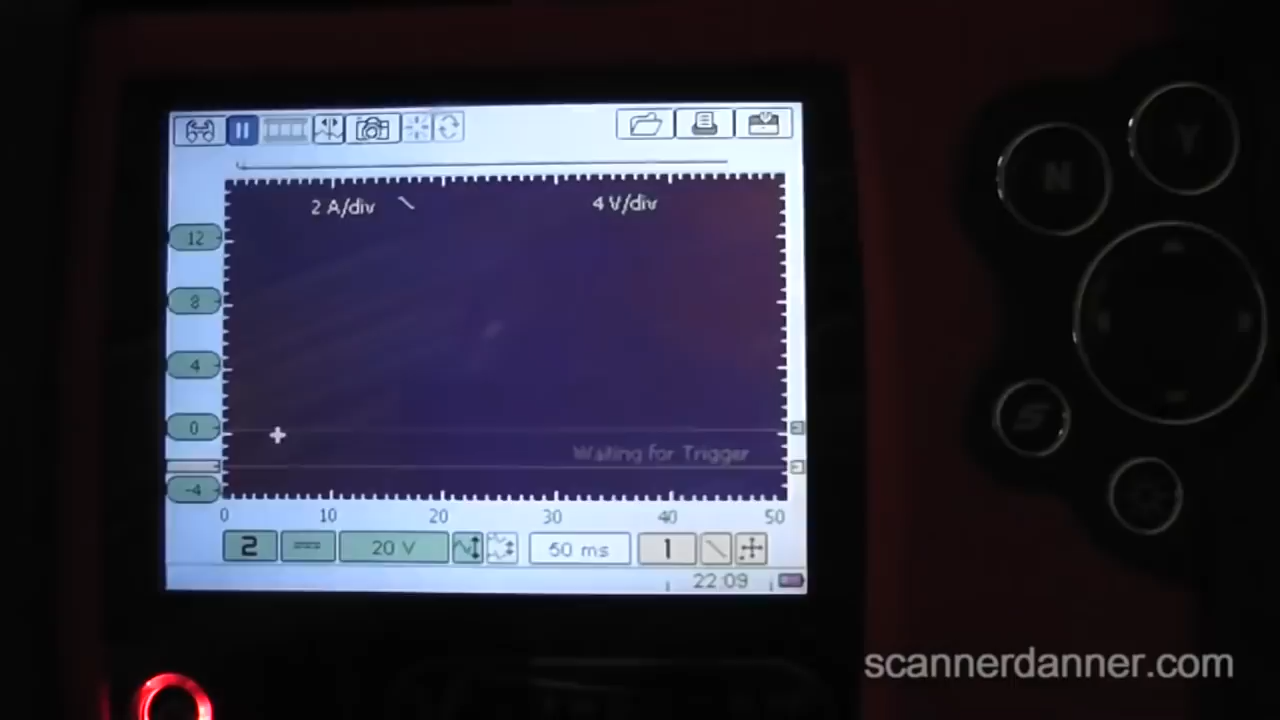 2 A/div 4 V/div
12
8
4
0
Waiting for Trigger
-4
0 10 20 30 40 50
2 20 V 50 ms 1
22:09
N
Y
S
scannerdanner.com